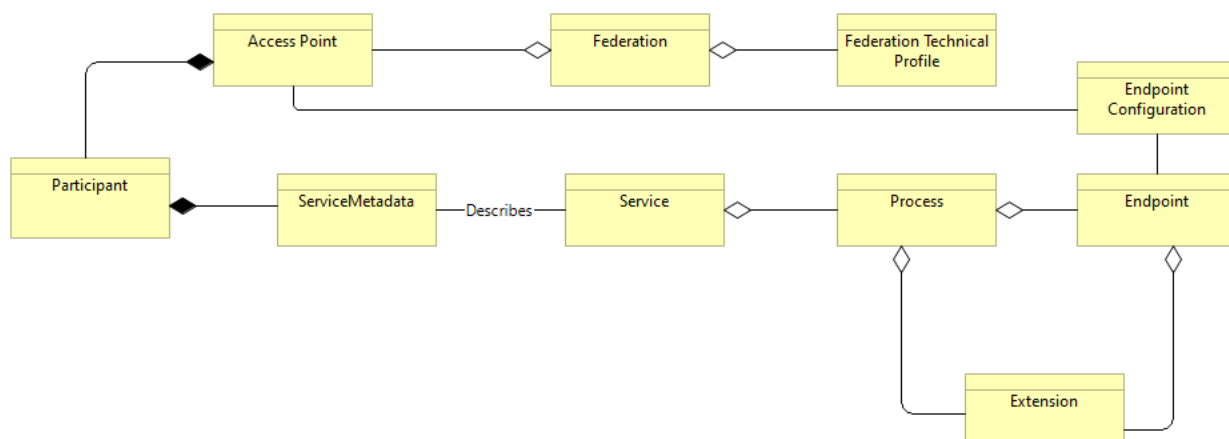 Access Point
Federation
Federation Technical
Profile
Endpoint
Configuration
Participant
ServiceMetadata
Describes
Service
Process
Endpoint
Extension